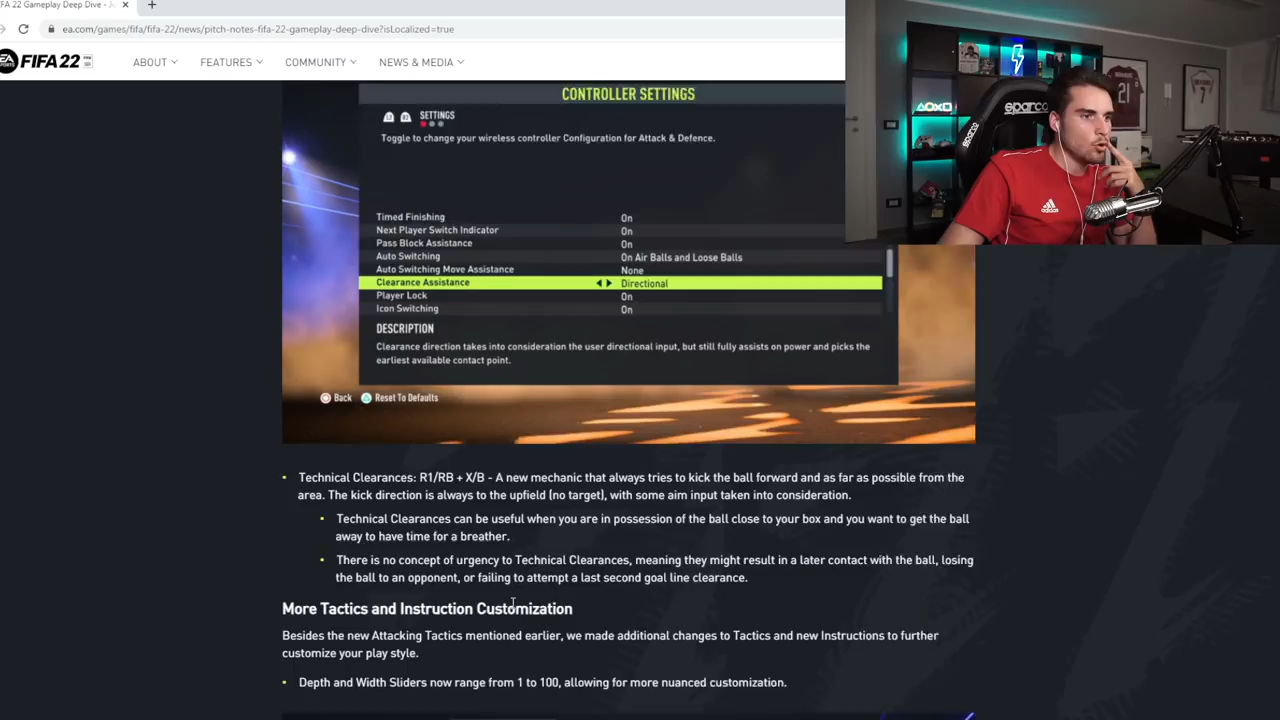 FA 22 Gameplay Deep Dive - J
ea.com/games/fifa/fifa-22/news/pitch-notes-fifa-22-gameplay-deep-dive?isLocalized=true
FIFA 22 ABOUT FEATURES COMMUNITY NEWS & MEDIA
CONTROLLER SETTINGS
SETTINGS
Toggle to change your wireless controller Configuration for Attack & Defence.
Timed Finishing On
Next Player Switch Indicator On
Pass Block Assistance On
Auto Switching On Air Balls and Loose Balls
Auto Switching Move Assistance None
Clearance Assistance Directional
Player Lock On
Icon Switching On
DESCRIPTION
Clearance direction takes into consideration the user directional input, but still fully assists on power and picks the
earliest available contact point.
Back Reset To Defaults
sparco
21
7
• Technical Clearances: R1/RB + X/B - A new mechanic that always tries to kick the ball forward and as far as possible from the
area. The kick direction is always to the upfield (no target), with some aim input taken into consideration.
• Technical Clearances can be useful when you are in possession of the ball close to your box and you want to get the ball
away to have time for a breather.
• There is no concept of urgency to Technical Clearances, meaning they might result in a later contact with the ball, losing
the ball to an opponent, or failing to attempt a last second goal line clearance.
More Tactics and Instruction Customization
Besides the new Attacking Tactics mentioned earlier, we made additional changes to Tactics and new Instructions to further
customize your play style.
• Depth and Width Sliders now range from 1 to 100, allowing for more nuanced customization.